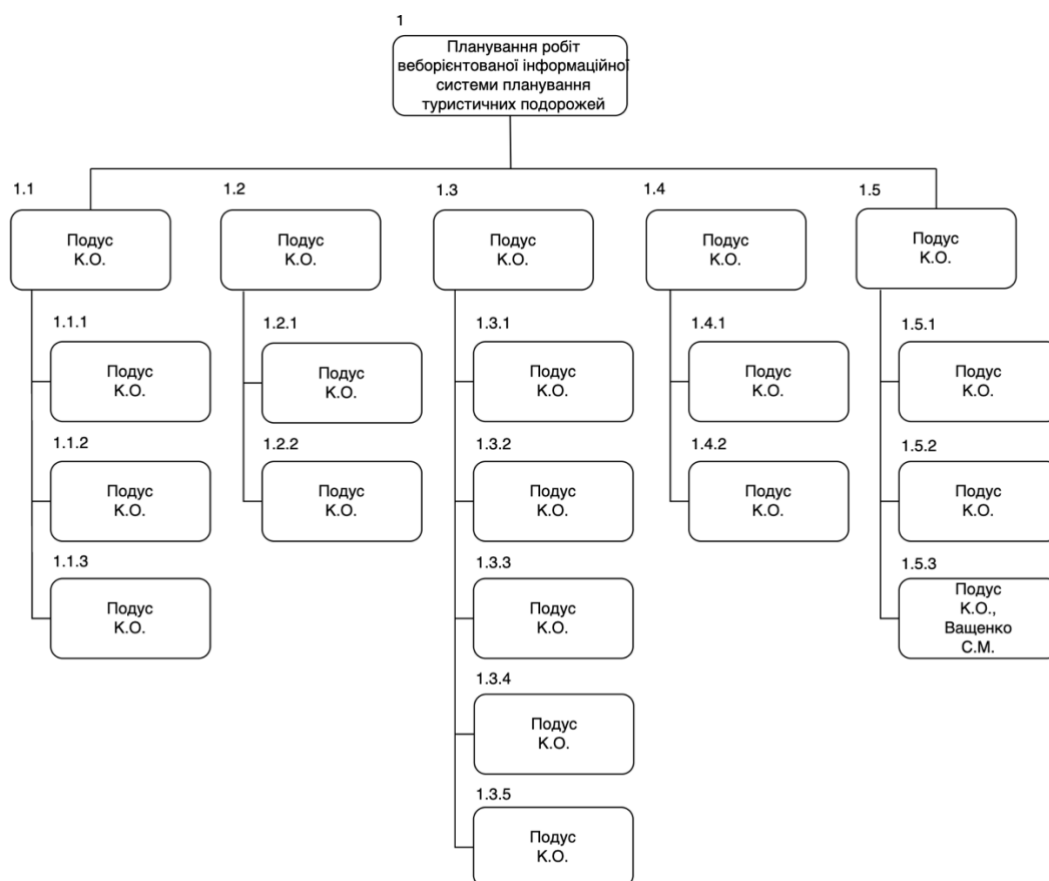 1
Планування робіт
веборієнтованої інформаційної
системи планування
туристичних подорожей
1.1
Подус
К.О.
1.2
Подус
К.О.
1.3
Подус
К.О.
1.4
Подус
К.О.
1.5
Подус
К.О.
1.1.1
Подус
К.О.
1.1.2
Подус
К.О.
1.1.3
Подус
К.О.
1.2.1
Подус
К.О.
1.2.2
Подус
К.О.
1.3.1
Подус
К.О.
1.3.2
Подус
К.О.
1.3.3
Подус
К.О.
1.3.4
Подус
К.О.
1.3.5
Подус
К.О.
1.4.1
Подус
К.О.
1.4.2
Подус
К.О.
1.5.1
Подус
К.О.
1.5.2
Подус
К.О.
1.5.3
Подус
К.О.,
Ващенко
С.М.